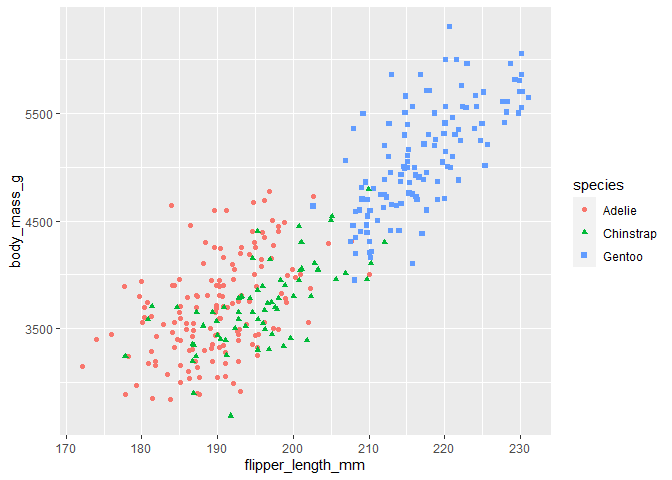 5500
4500
3500
body_mass_g
170 180 190 200 210 220 230
flipper_length_mm
species
Adelie
Chinstrap
Gentoo